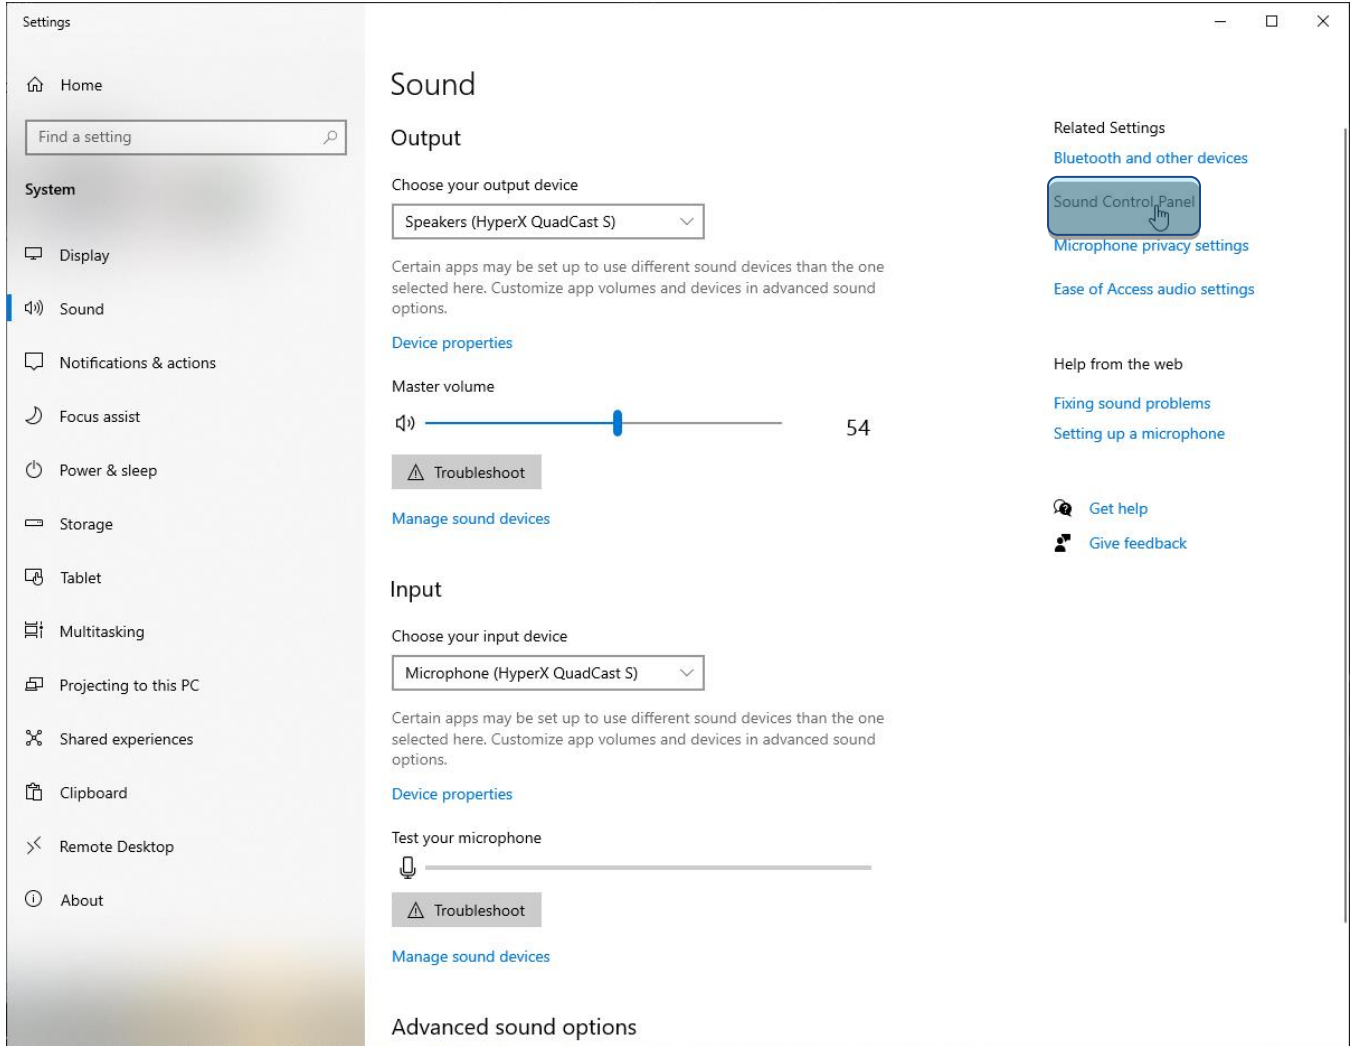 Settings
Home
Find a setting
System
Display
Sound
Notifications & actions
Focus assist
Power & sleep
Storage
Tablet
Multitasking
Projecting to this PC
Shared experiences
Clipboard
Remote Desktop
About
Sound
Output
Choose your output device
Speakers (HyperX QuadCast S)
Certain apps may be set up to use different sound devices than the one
selected here. Customize app volumes and devices in advanced sound
options.
Device properties
Master volume
54
Troubleshoot
Manage sound devices
Input
Choose your input device
Microphone (HyperX QuadCast S)
Certain apps may be set up to use different sound devices than the one
selected here. Customize app volumes and devices in advanced sound
options.
Device properties
Test your microphone
Troubleshoot
Manage sound devices
Advanced sound options
Related Settings
Bluetooth and other devices
Sound Control Panel
Microphone privacy settings
Ease of Access audio settings
Help from the web
Fixing sound problems
Setting up a microphone
Get help
Give feedback